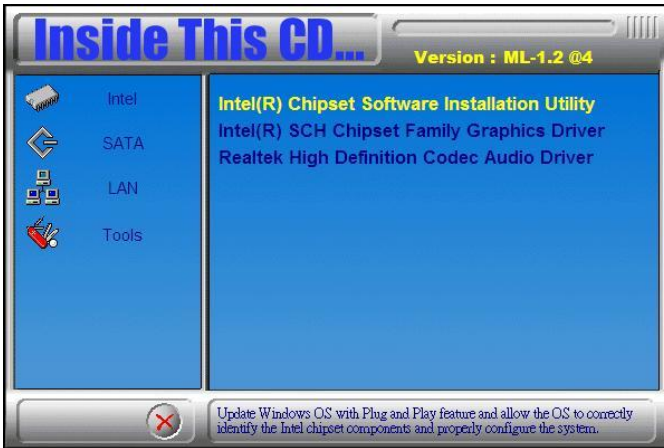 Inside This CD...
Version : ML-1.2 @4
Intel
SATA
LAN
Tools
Intel(R) Chipset Software Installation Utility
Intel(R) SCH Chipset Family Graphics Driver
Realtek High Definition Codec Audio Driver
Update Windows OS with Plug and Play feature and allow the OS to correctly
identify the Intel chipset components and properly configure the system.